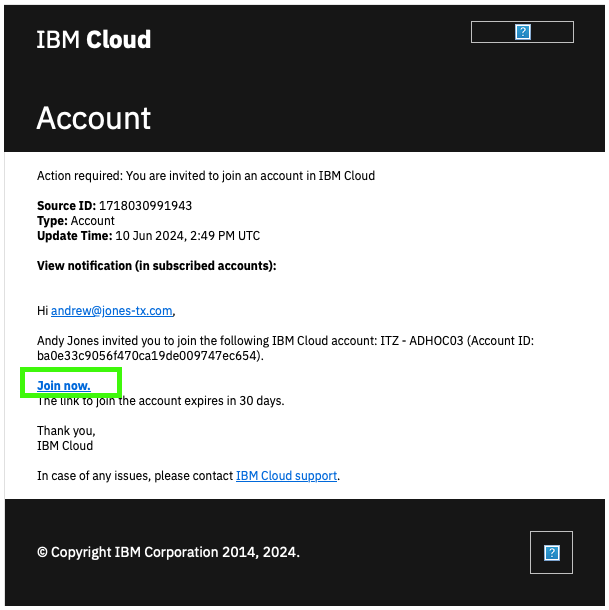 IBM Cloud
?
Account
Action required: You are invited to join an account in IBM Cloud
Source ID: 1718030991943
Type: Account
Update Time: 10 Jun 2024, 2:49 PM UTC
View notification (in subscribed accounts):
Hi andrew@jones-tx.com,
Andy Jones invited you to join the following IBM Cloud account: ITZ - ADHOC03 (Account ID:
ba0e33c9056f470ca19de009747ec654).
Join now.
The link to join the account expires in 30 days.
Thank you,
IBM Cloud
In case of any issues, please contact IBM Cloud support.
© Copyright IBM Corporation 2014, 2024.
?